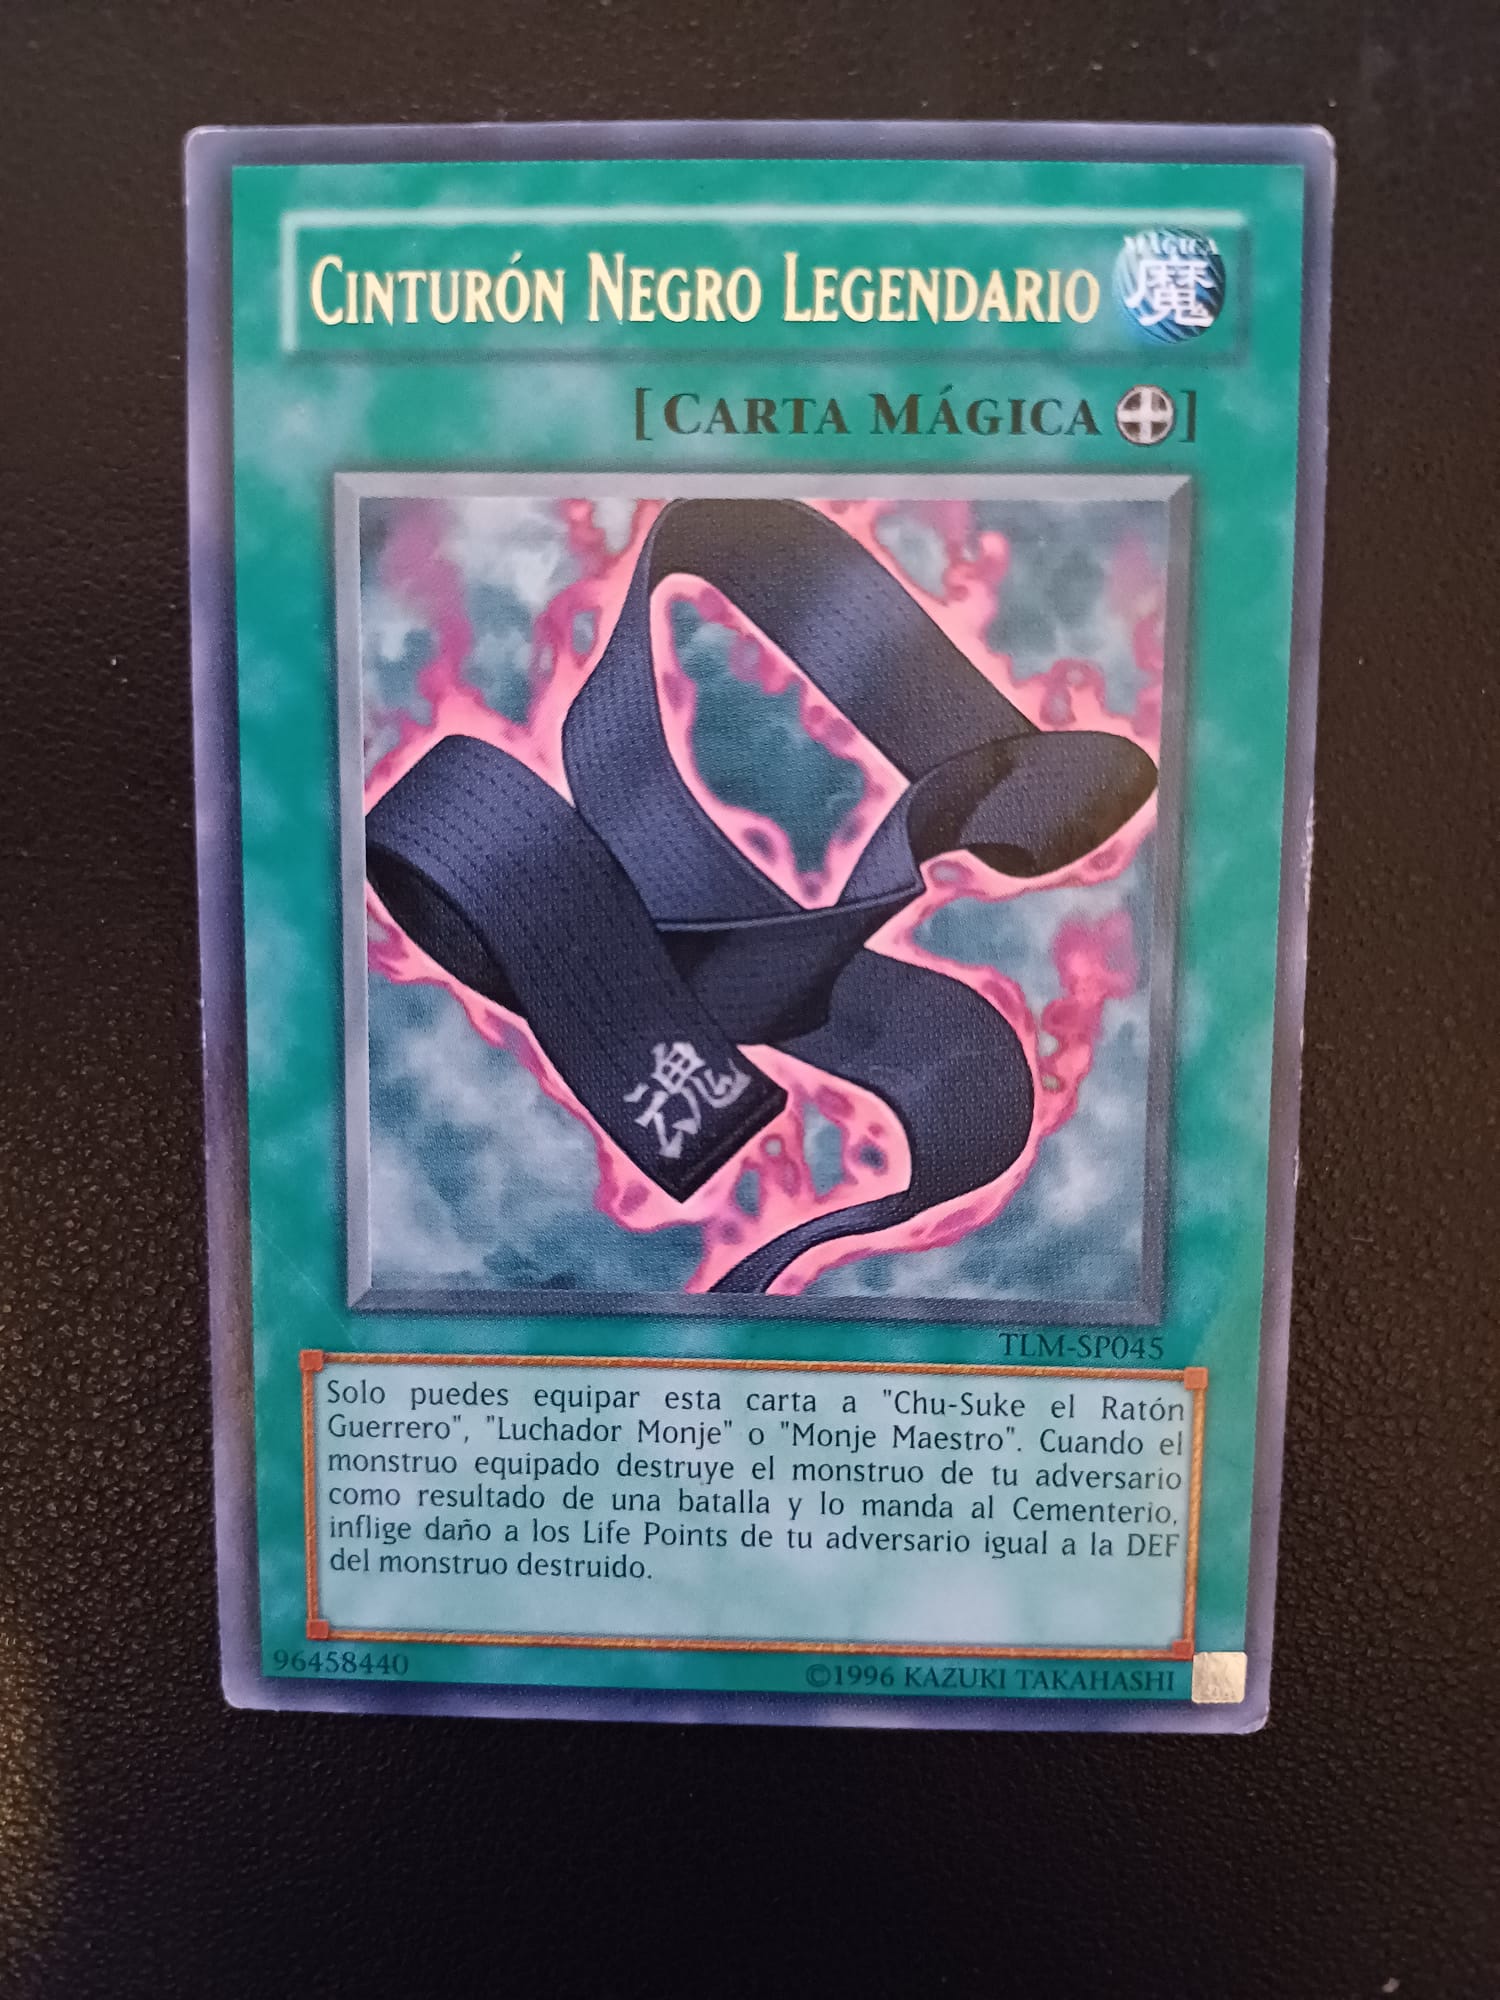 CINTURÓN NEGRO LEGENDARIO
MÁGICA
魔
[CARTA MÁGICA]
魂
TLM-SP045
Solo puedes equipar esta carta a "Chu-Suke el Ratón
Guerrero", "Luchador Monje" o "Monje Maestro". Cuando el
monstruo equipado destruye el monstruo de tu adversario
como resultado de una batalla y lo manda al Cementerio,
inflige daño a los Life Points de tu adversario igual a la DEF
del monstruo destruido.
96458440
©1996 KAZUKI TAKAHASHI